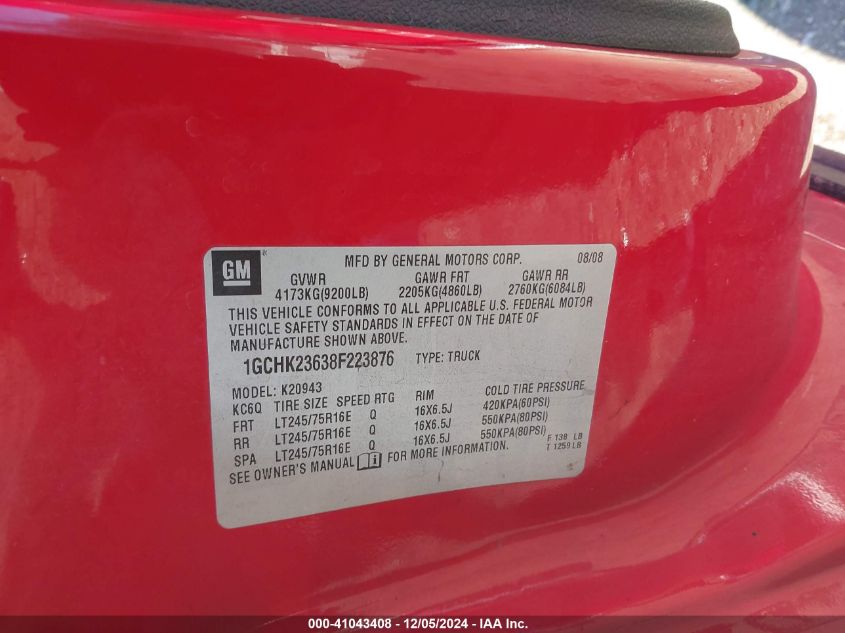 GM
MFD BY GENERAL MOTORS CORP. 08/08
GVWR GAWR FRT GAWR RR
4173KG(9200LB) 2205KG(4860LB) 2760KG(6084LB)
THIS VEHICLE CONFORMS TO ALL APPLICABLE U.S. FEDERAL MOTOR
VEHICLE SAFETY STANDARDS IN EFFECT ON THE DATE OF
MANUFACTURE SHOWN ABOVE.
1GCHK23638F223876 TYPE: TRUCK
MODEL: K20943
KC6Q TIRE SIZE SPEED RTG RIM COLD TIRE PRESSURE
FRT LT245/75R16E Q 16X6.5J 420KPA(60PSI)
RR LT245/75R16E Q 16X6.5J 550KPA(80PSI)
SPA LT245/75R16E Q 16X6.5J 550KPA(80PSI)
SEE OWNER'S MANUAL FOR MORE INFORMATION.
F 138 LB
T 1259 LB
000-41043408 - 12/05/2024 - IAA Inc.